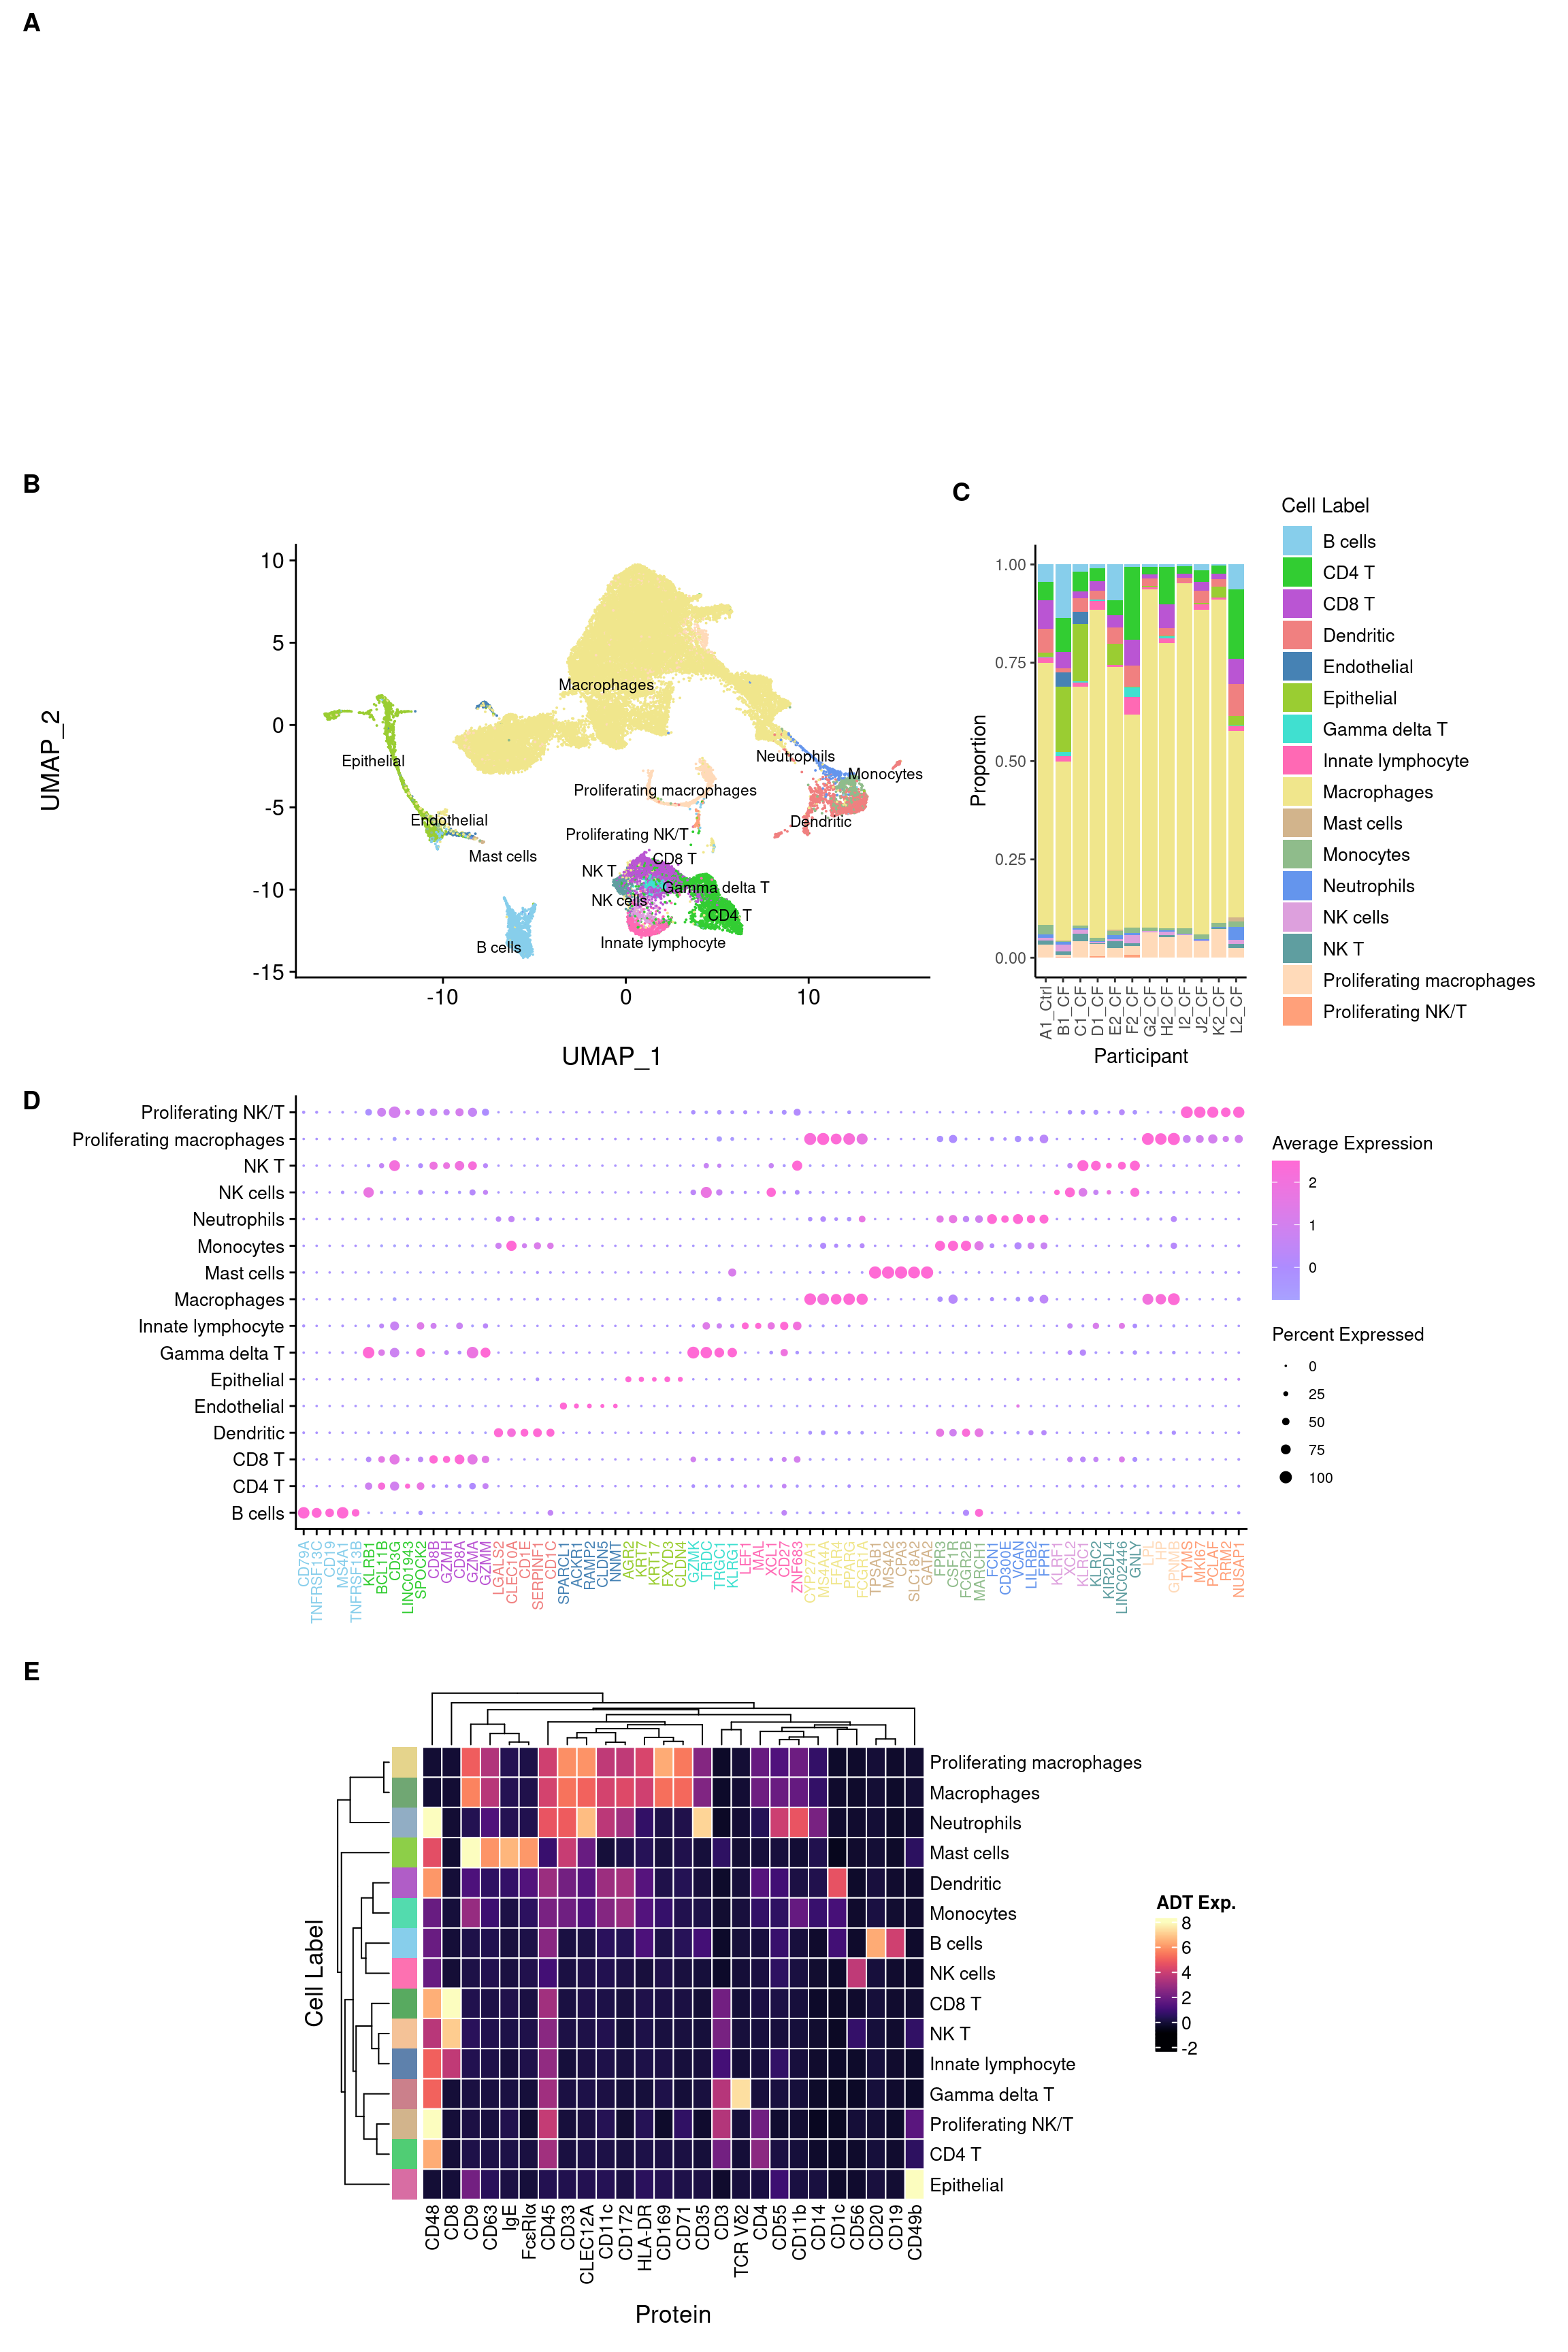 A
B
C
UMAP_2
10
5
0
-5
-10
-15
-10
0
10
UMAP_1
Macrophages
Epithelial
Neutrophils
Monocytes
Proliferating macrophages
Endothelial
Dendritic
Proliferating NK/T
Mast cells
CD8 T
NK T
Gamma delta T
NK cells
CD4 T
Innate lymphocyte
B cells
Proportion
1.00
0.75
0.50
0.25
0.00
A1_Ctrl
B1_CF
C1_CF
D1_CF
E2_CF
F2_CF
G2_CF
H2_CF
I2_CF
J2_CF
K2_CF
L2_CF
Participant
Cell Label
B cells
CD4 T
CD8 T
Dendritic
Endothelial
Epithelial
Gamma delta T
Innate lymphocyte
Macrophages
Mast cells
Monocytes
Neutrophils
NK cells
NK T
Proliferating macrophages
Proliferating NK/T
D
Proliferating NK/T
Proliferating macrophages
NK T
NK cells
Neutrophils
Monocytes
Mast cells
Macrophages
Innate lymphocyte
Gamma delta T
Epithelial
Endothelial
Dendritic
CD8 T
CD4 T
B cells
CD79A
TNFRSF13C
CD19
MS4A1
TNFRSF13B
KLRB1
BCL11B
CD3G
LINC01943
SPOCK2
CD8B
GZMH
CD8A
GZMA
GZMM
LGALS2
CLEC10A
CD1E
SERPINF1
CD1C
SPARCL1
ACKR1
RAMP2
CLDN5
NNMT
AGR2
KRT7
KRT17
FXYD3
CLDN4
GZMK
TRDC
TRGC1
KLRG1
LEF1
MAL
XCL1
CD27
ZNF683
CYP27A1
MS4A4A
FFAR4
PPARG
FCGR1A
TPSAB1
MS4A2
CPA3
SLC18A2
GATA2
FPR3
CSF1R
FCGR2B
MARCH1
FCN1
CD300E
VCAN
LILRB2
FPR1
KLRF1
XCL2
KLRC1
KLRC2
KIR2DL4
LINC02446
GNLY
LPL
HP
GPNMB
TYMS
MKI67
PCLAF
RRM2
NUSAP1
Average Expression
2
1
0
Percent Expressed
0
25
50
75
100
E
Cell Label
Proliferating macrophages
Macrophages
Neutrophils
Mast cells
Dendritic
Monocytes
B cells
NK cells
CD8 T
NK T
Innate lymphocyte
Gamma delta T
Proliferating NK/T
CD4 T
Epithelial
CD48
CD8
CD9
CD63
IgE
FcεRIα
CD45
CD33
CLEC12A
CD11c
CD172
HLA-DR
CD169
CD71
CD35
CD3
TCR Vδ2
CD4
CD55
CD11b
CD14
CD1c
CD56
CD20
CD19
CD49b
Protein
ADT Exp.
8
6
4
2
0
-2